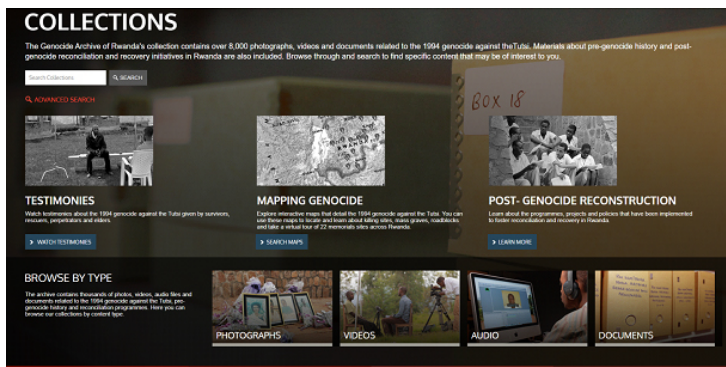 COLLECTIONS
The Genocide Archive of Rwanda's collection contains over 8,000 photographs, videos and documents related to the 1994 genocide against theTutsi. Materials about pre-genocide history and post-
genocide reconciliation and recovery initiatives in Rwanda are also included. Browse through and search to find specific content that may be of interest to you.
Search Collections
SEARCH
ADVANCED SEARCH
BOX 18
TESTIMONIES
Watch testimonies about the 1994 genocide against the Tutsi given by survivors,
rescuers, perpetrators and elders.
WATCH TESTIMONIES
MAPPING GENOCIDE
Explore interactive maps that detail the 1994 genocide against the Tutsi. You can
use these maps to locate and learn about killing sites, mass graves, roadblocks
and take a virtual tour of 22 memorials sites across Rwanda.
SEARCH MAPS
POST- GENOCIDE RECONSTRUCTION
Learn about the programmes, projects and policies that have been implemented
to foster reconciliation and recovery in Rwanda.
LEARN MORE
BROWSE BY TYPE
The archive contains thousands of photos, videos, audio files and
documents related to the 1994 genocide against the Tutsi, pre-
genocide history and reconciliation programmes. Here you can
browse our collections by content type:
PHOTOGRAPHS
VIDEOS
AUDIO
DOCUMENTS